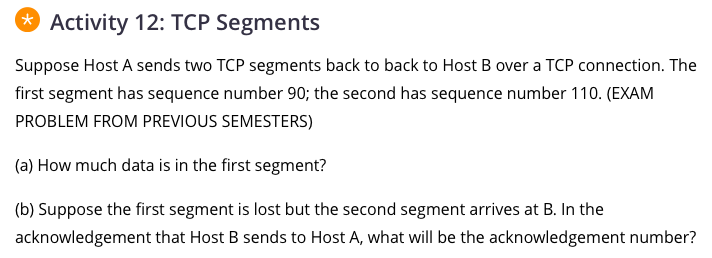 Activity 12: TCP Segments
Suppose Host A sends two TCP segments back to back to Host B over a TCP connection. The
first segment has sequence number 90; the second has sequence number 110. (EXAM
PROBLEM FROM PREVIOUS SEMESTERS)
(a) How much data is in the first segment?
(b) Suppose the first segment is lost but the second segment arrives at B. In the
acknowledgement that Host B sends to Host A, what will be the acknowledgement number?